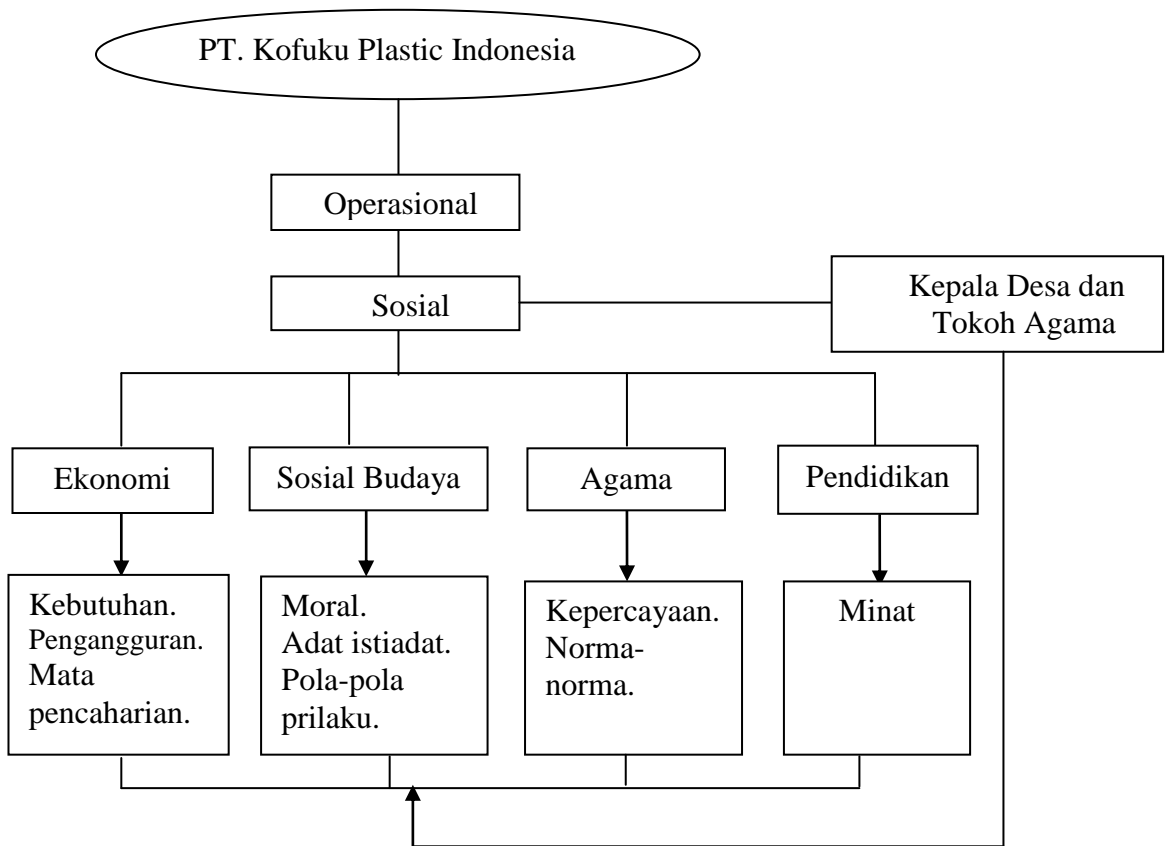 PT. Kofuku Plastic Indonesia
Operasional
Sosial
Kepala Desa dan
Tokoh Agama
Ekonomi
Sosial Budaya
Agama
Pendidikan
Kebutuhan.
Pengangguran.
Mata
pencaharian.
Moral.
Adat istiadat.
Pola-pola
prilaku.
Kepercayaan.
Norma-
norma.
Minat